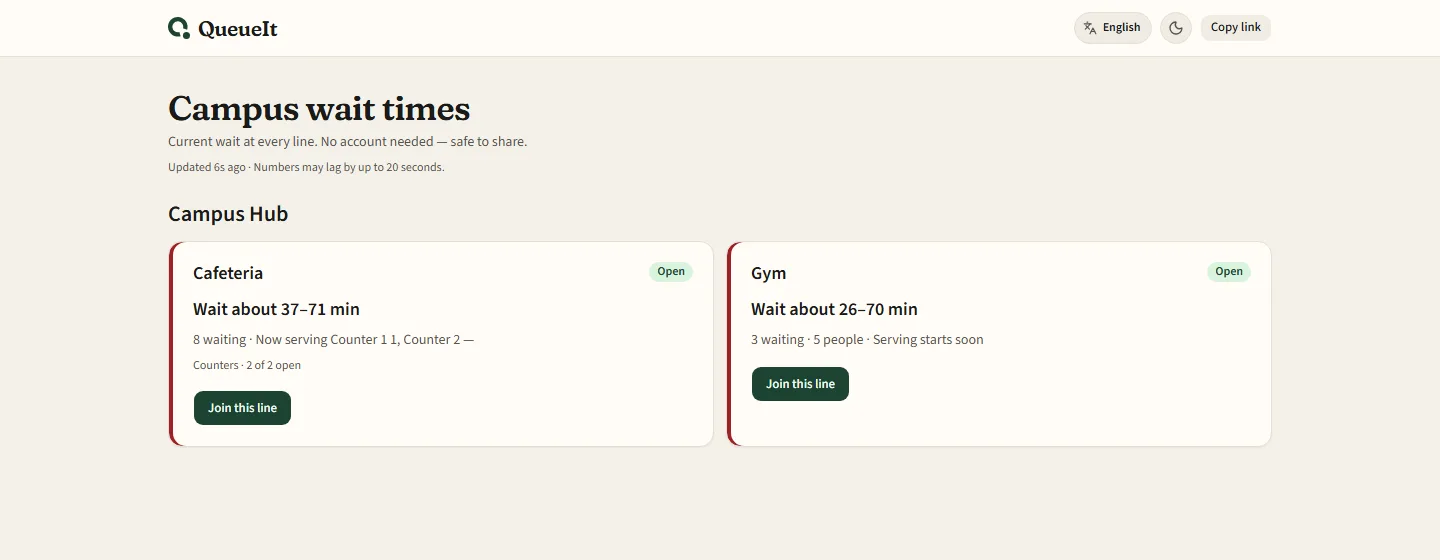 QueueIt
English
Copy link
Campus wait times
Current wait at every line. No account needed — safe to share.
Updated 6s ago · Numbers may lag by up to 20 seconds.
Campus Hub
Cafeteria
Open
Wait about 37–71 min
8 waiting · Now serving Counter 1 1, Counter 2 —
Counters · 2 of 2 open
Join this line
Gym
Open
Wait about 26–70 min
3 waiting · 5 people · Serving starts soon
Join this line